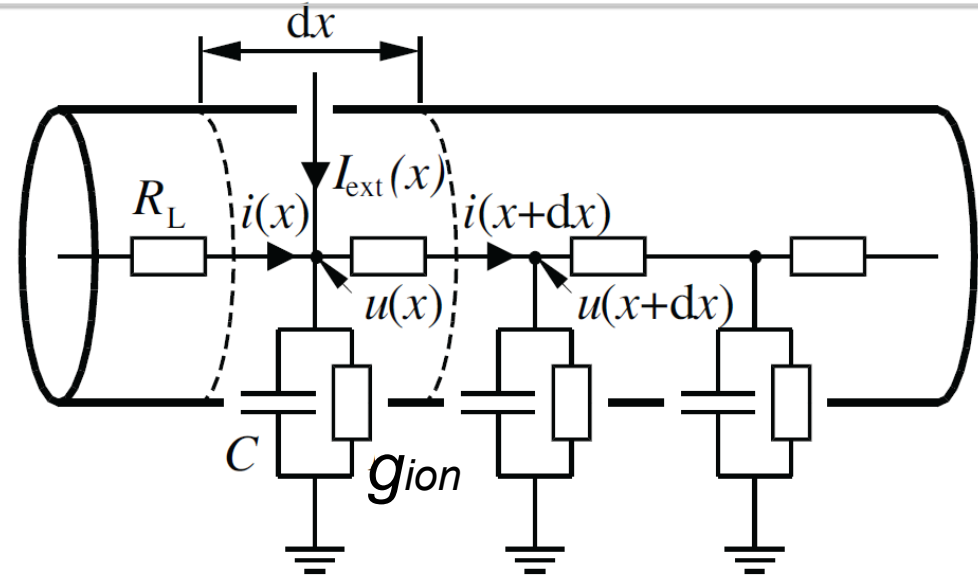 dx
I_ext(x)
R_L
i(x)
i(x+dx)
u(x)
u(x+dx)
C
g_ion